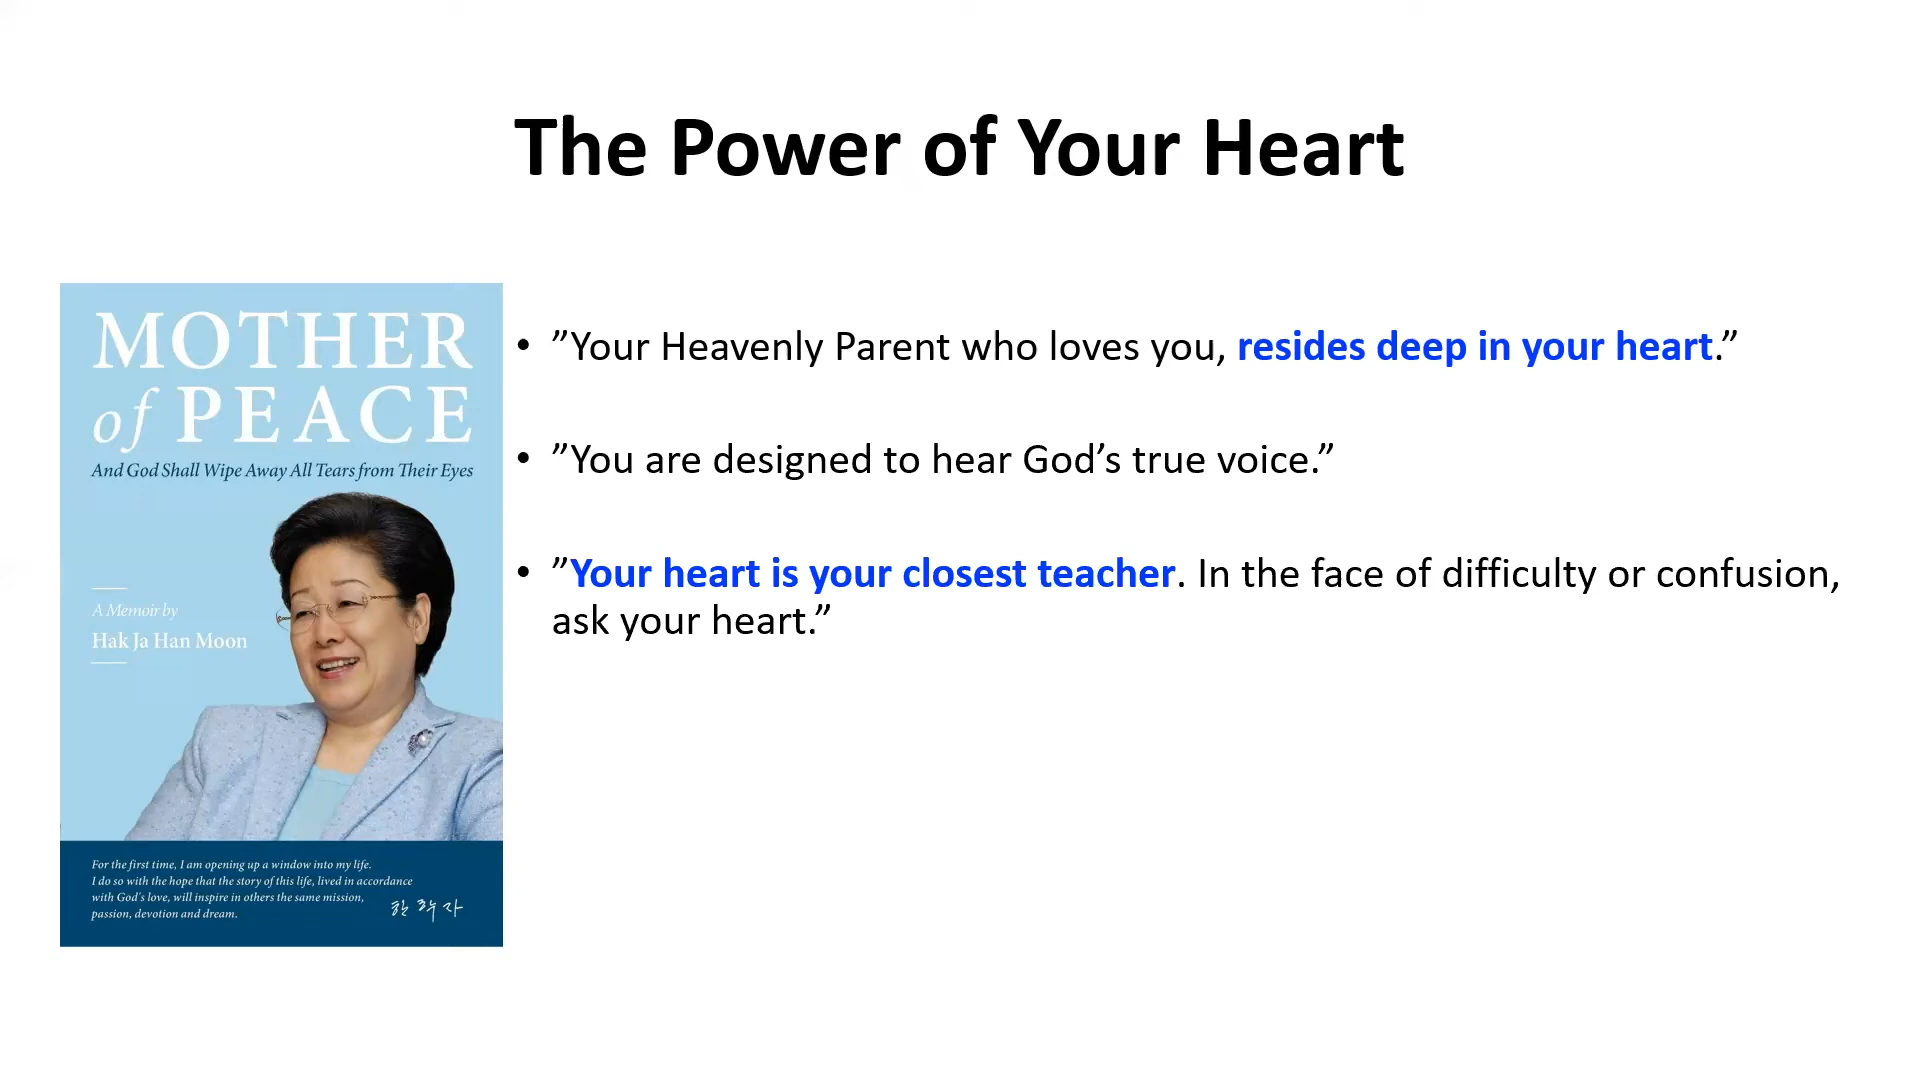 The Power of Your Heart
MOTHER
of PEACE
And God Shall Wipe Away All Tears from Their Eyes
A Memoir by
Hak Ja Han Moon
For the first time, I am opening up a window into my life.
I do so with the hope that the story of this life, lived in accordance
with God's love, will inspire in others the same mission,
passion, devotion and dream.
한학자
• ”Your Heavenly Parent who loves you, resides deep in your heart.”
• ”You are designed to hear God’s true voice.”
• ”Your heart is your closest teacher. In the face of difficulty or confusion,
ask your heart.”